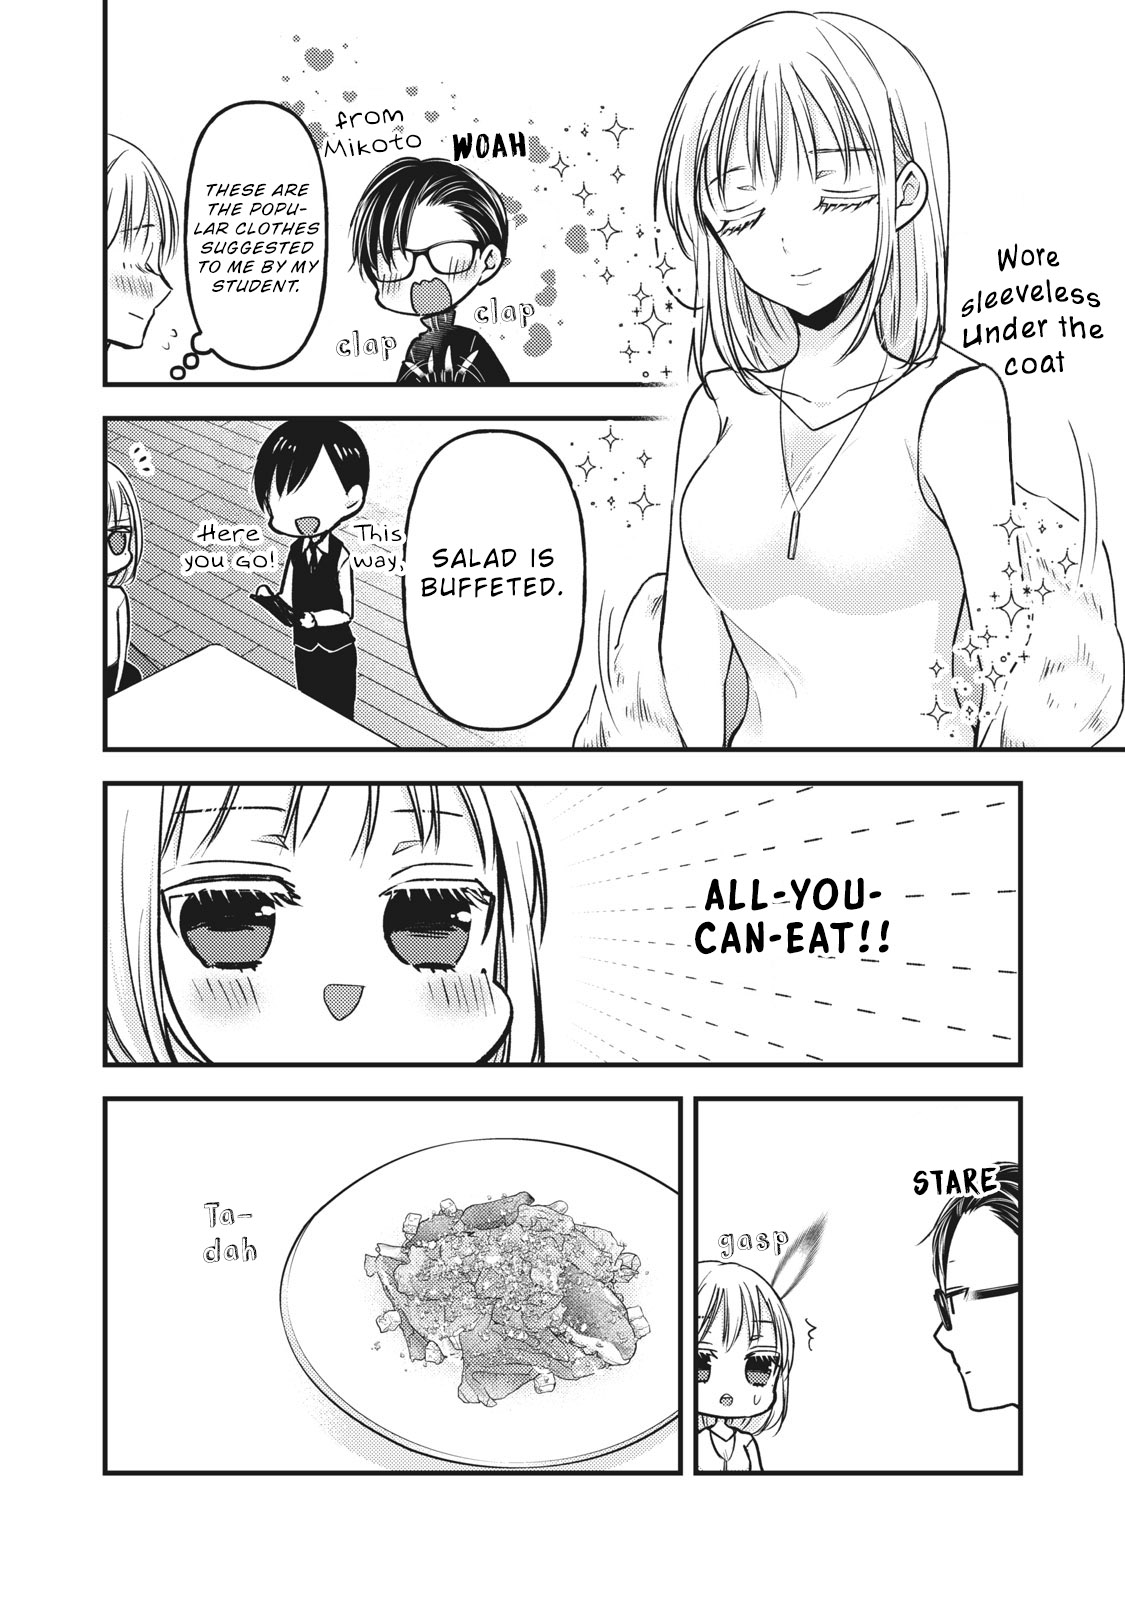 Wore
sleeveless
Under the
coat
WOAH
from
Mikoto
clap
clap
THESE ARE
THE POPU-
LAR CLOTHES
SUGGESTED
TO ME BY MY
STUDENT.
SALAD IS
BUFFETED.
This
way,
Here
you Go!
ALL-YOU-
CAN-EAT!!
STARE
gasp
Ta-
dah